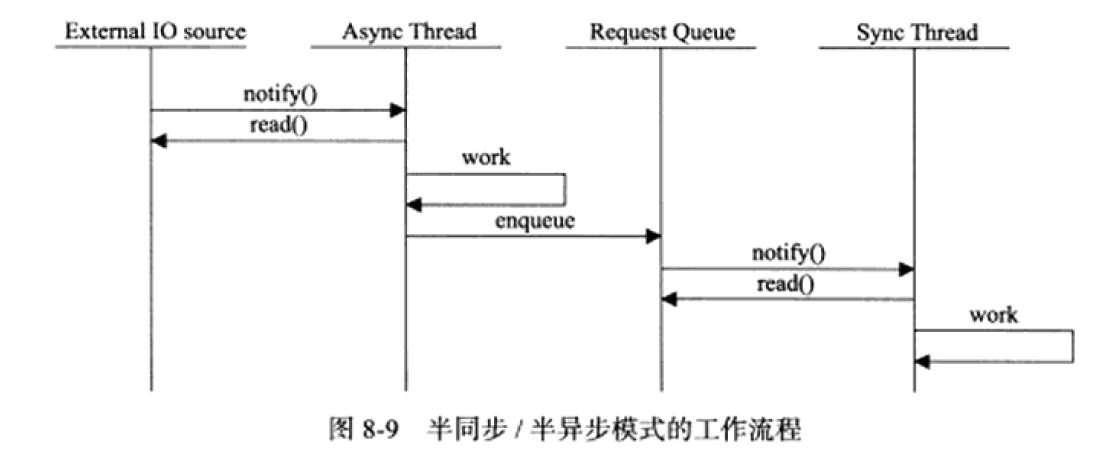 External IO source Async Thread Request Queue Sync Thread
notify()
read()
work
enqueue
notify()
read()
work
图 8-9 半同步 / 半异步模式的工作流程